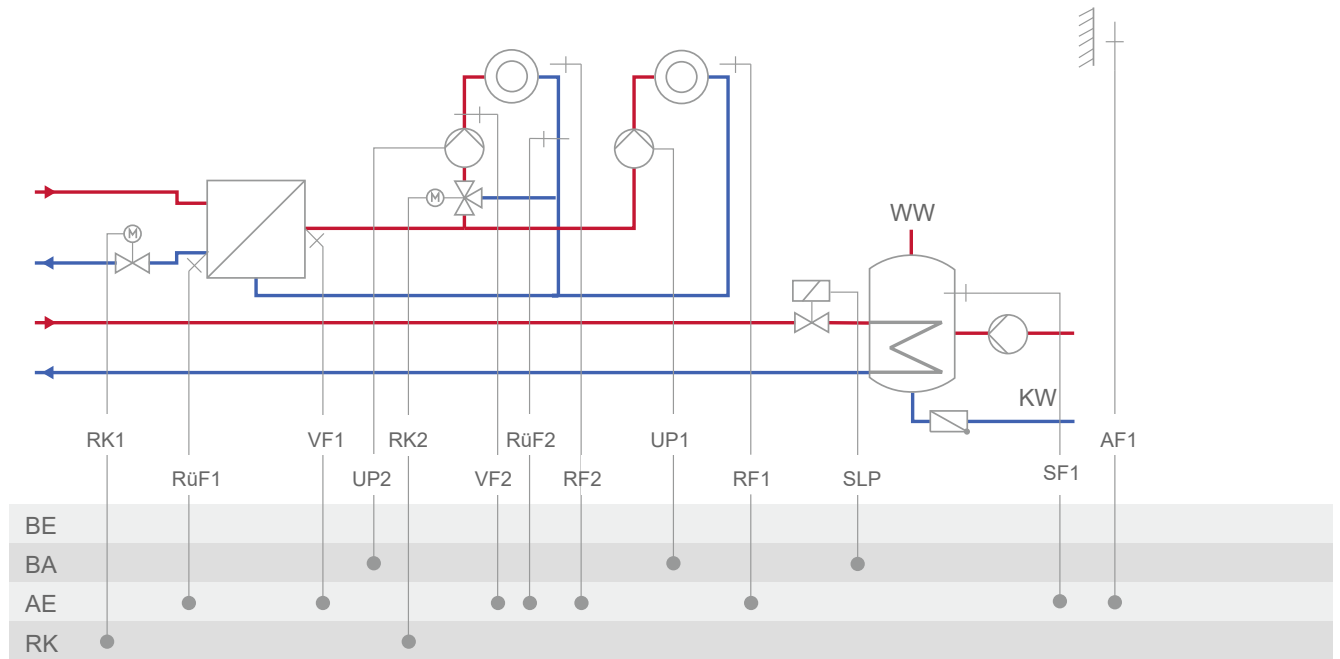 WW
M
M
KW
RK1 VF1 RK2 RüF2 UP1 AF1
RüF1 UP2 VF2 RF2 RF1 SLP SF1
BE
BA
AE
RK